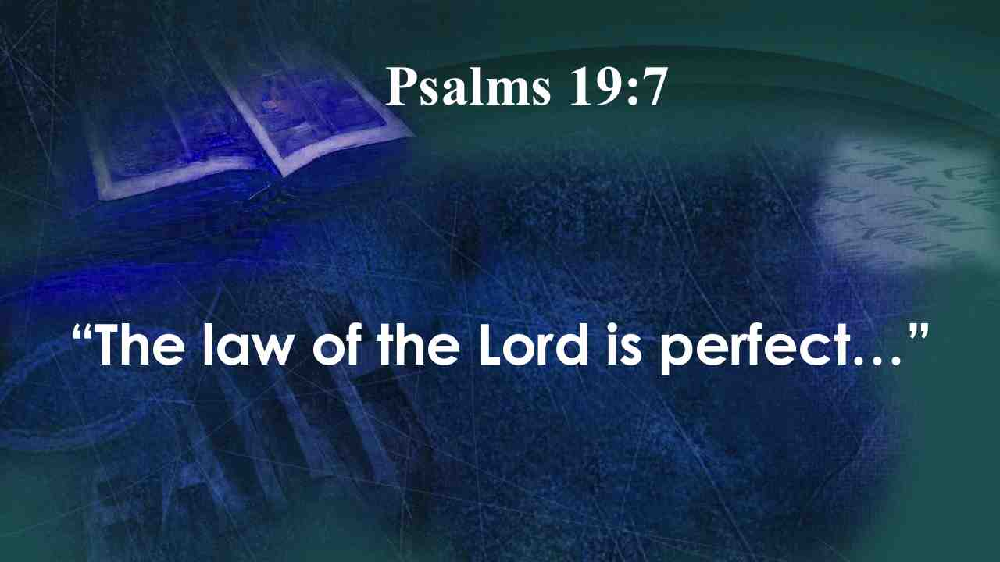 Psalms 19:7
“The law of the Lord is perfect…”